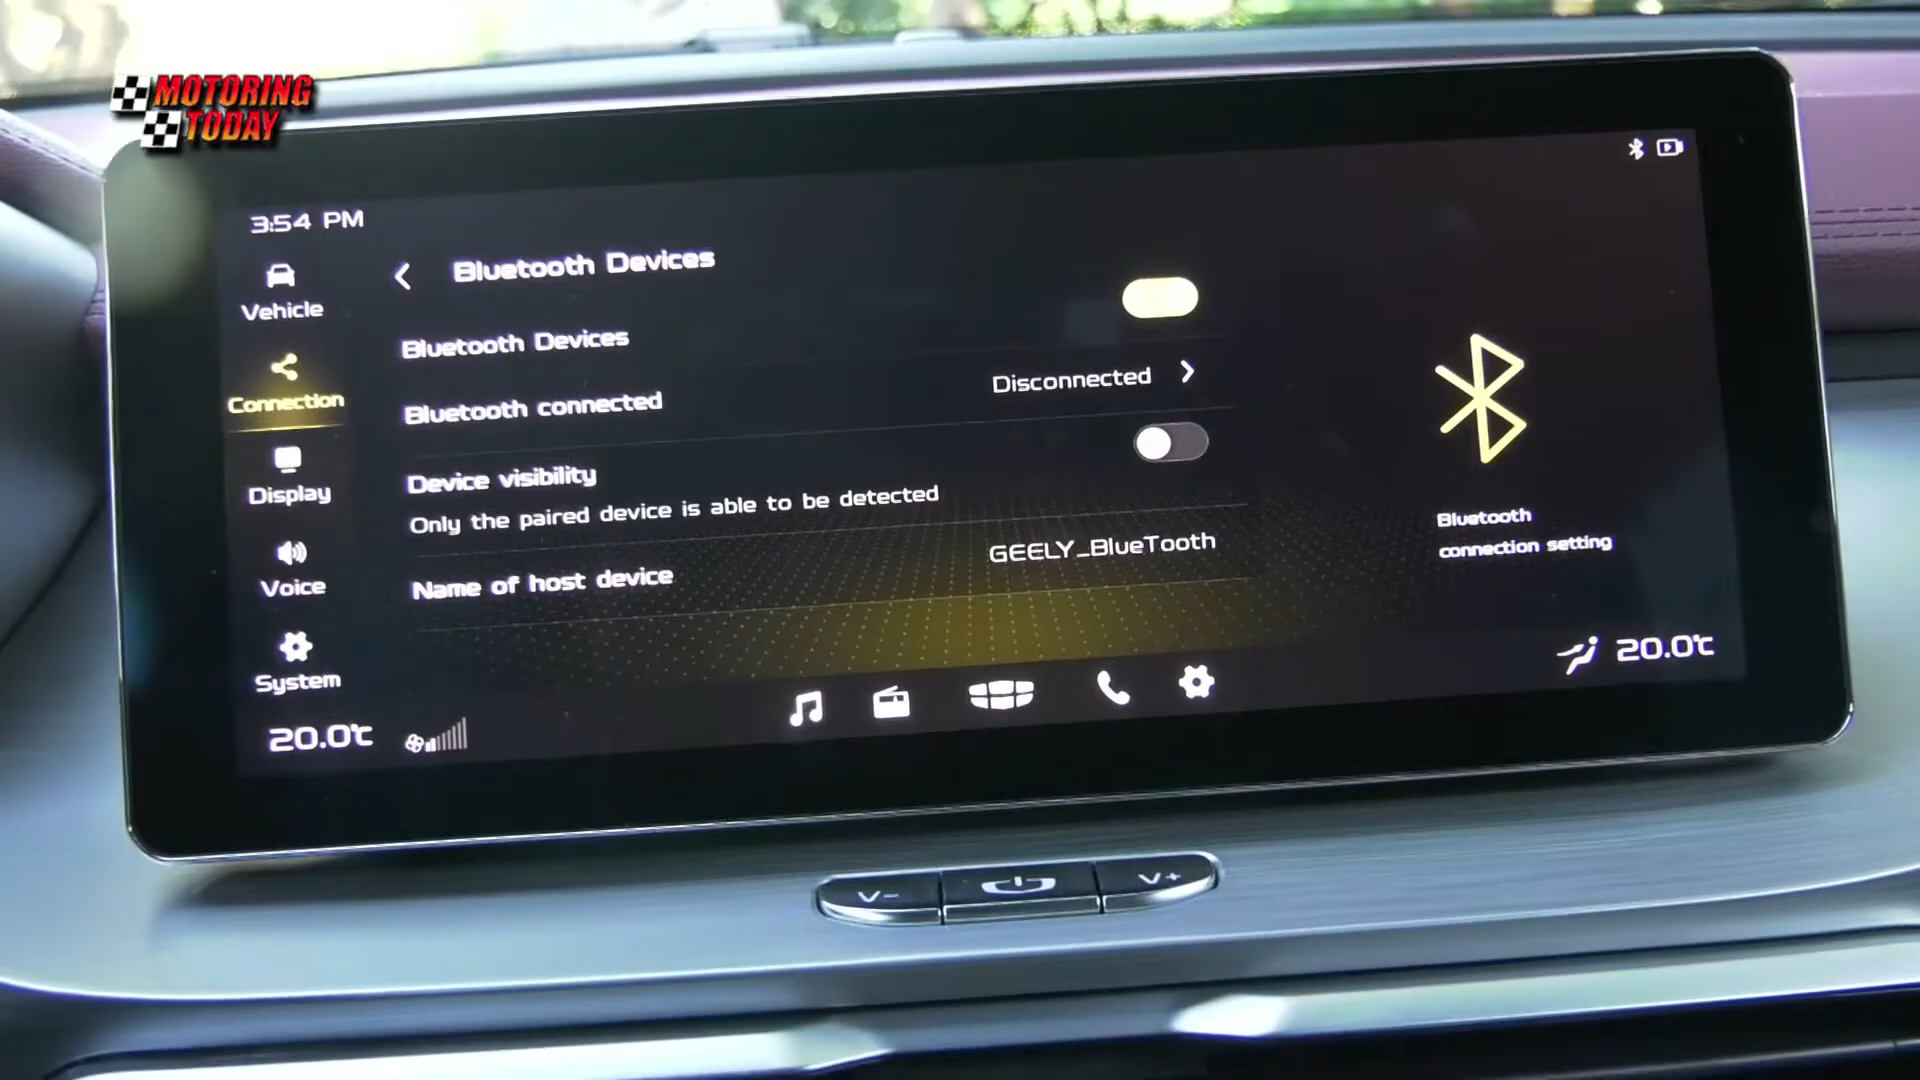 MOTORING
TODAY
3:54 PM
Vehicle
Connection
Display
Voice
System
Bluetooth Devices
Bluetooth Devices
Bluetooth connected
Disconnected
Device visibility
Only the paired device is able to be detected
Name of host device
GEELY_BlueTooth
Bluetooth
connection setting
20.0℃
20.0℃
V-
V+